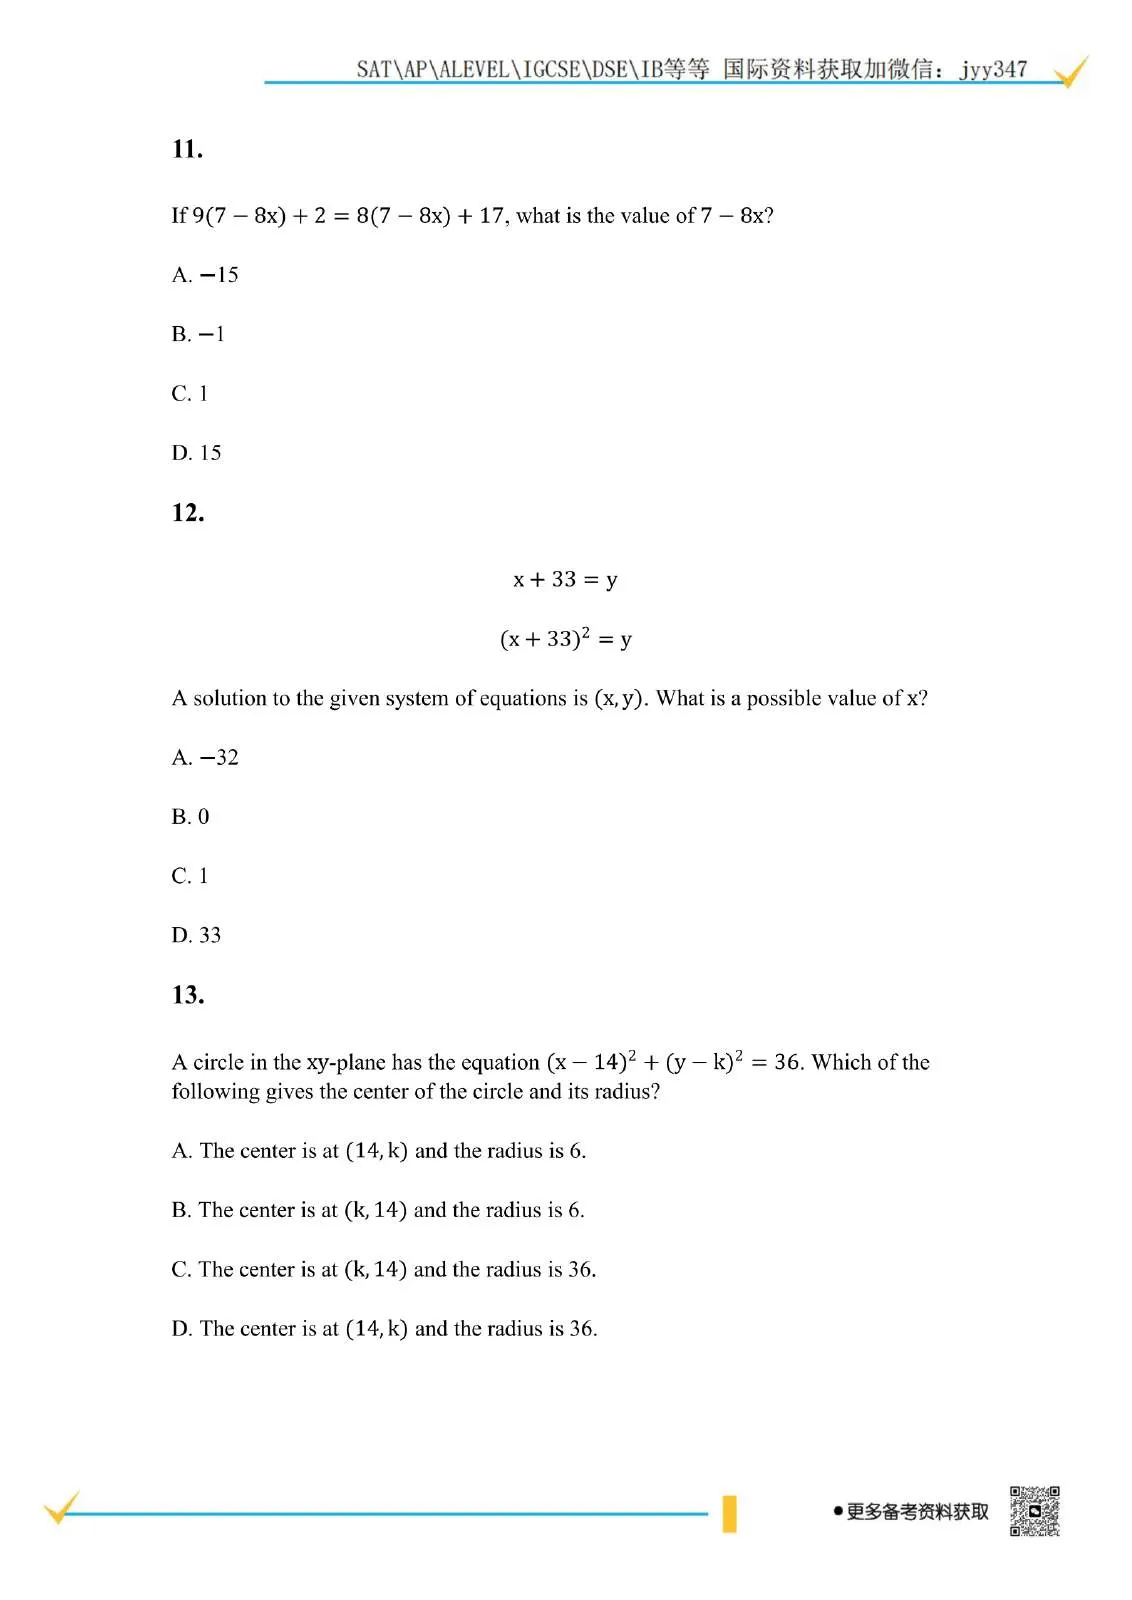 SAT\AP\ALEVEL\IGCSE\DSE\IB等等 国际资料获取加微信：jyy347
11.
If 9(7 − 8x) + 2 = 8(7 − 8x) + 17, what is the value of 7 − 8x?
A. −15
B. −1
C. 1
D. 15
12.
x + 33 = y
(x + 33)² = y
A solution to the given system of equations is (x, y). What is a possible value of x?
A. −32
B. 0
C. 1
D. 33
13.
A circle in the xy-plane has the equation (x − 14)² + (y − k)² = 36. Which of the
following gives the center of the circle and its radius?
A. The center is at (14, k) and the radius is 6.
B. The center is at (k, 14) and the radius is 6.
C. The center is at (k, 14) and the radius is 36.
D. The center is at (14, k) and the radius is 36.
●更多备考资料获取